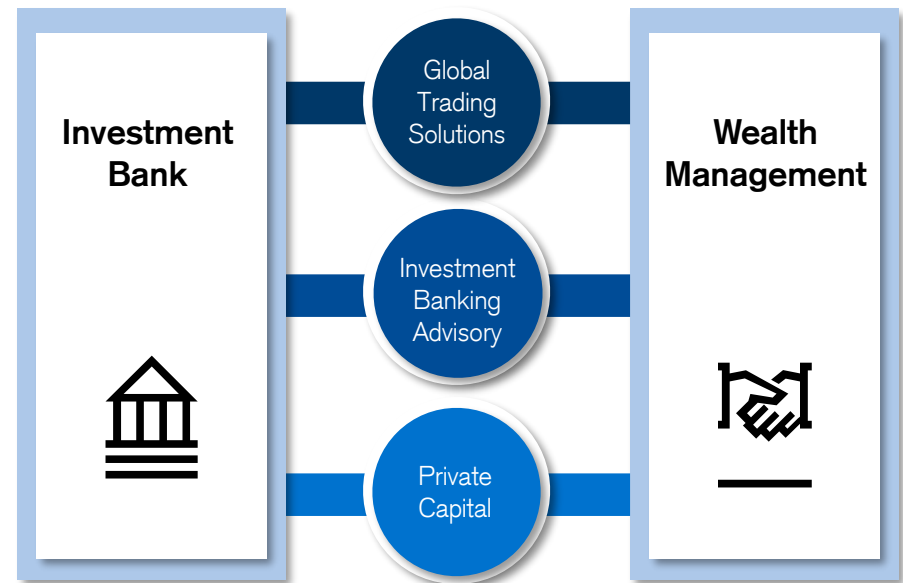 Investment
Bank
Global
Trading
Solutions
Investment
Banking
Advisory
Private
Capital
Wealth
Management